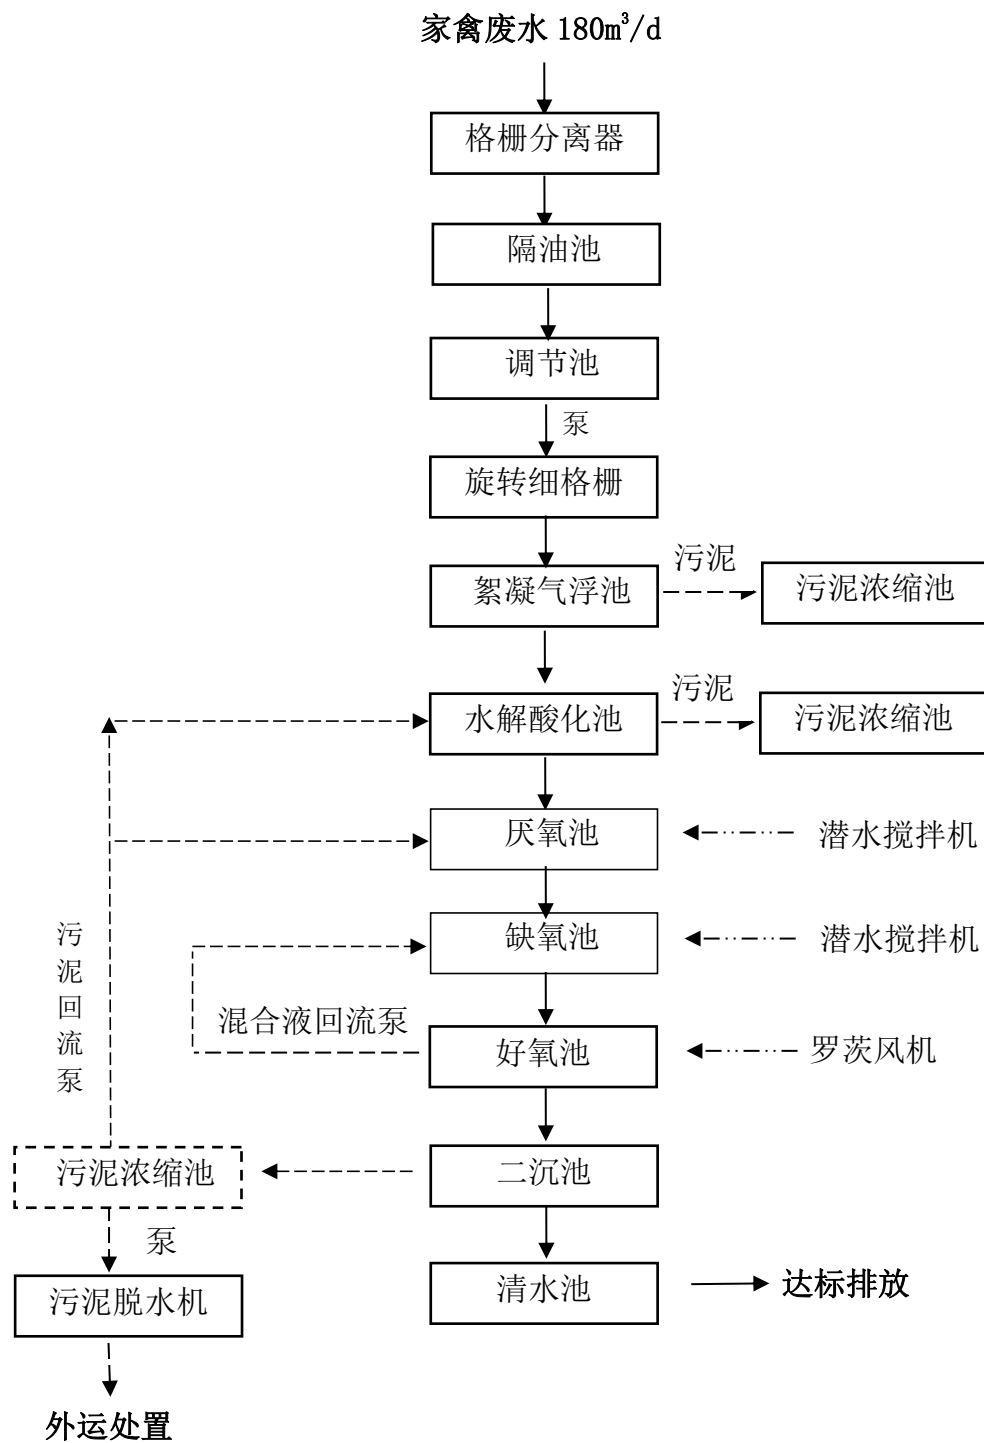 家禽废水 180m³/d
格栅分离器
隔油池
调节池
泵
旋转细格栅
污泥
絮凝气浮池
污泥浓缩池
污泥
水解酸化池
污泥浓缩池
厌氧池
潜水搅拌机
缺氧池
潜水搅拌机
污泥回流泵
混合液回流泵
好氧池
罗茨风机
污泥浓缩池
二沉池
泵
污泥脱水机
清水池
达标排放
外运处置